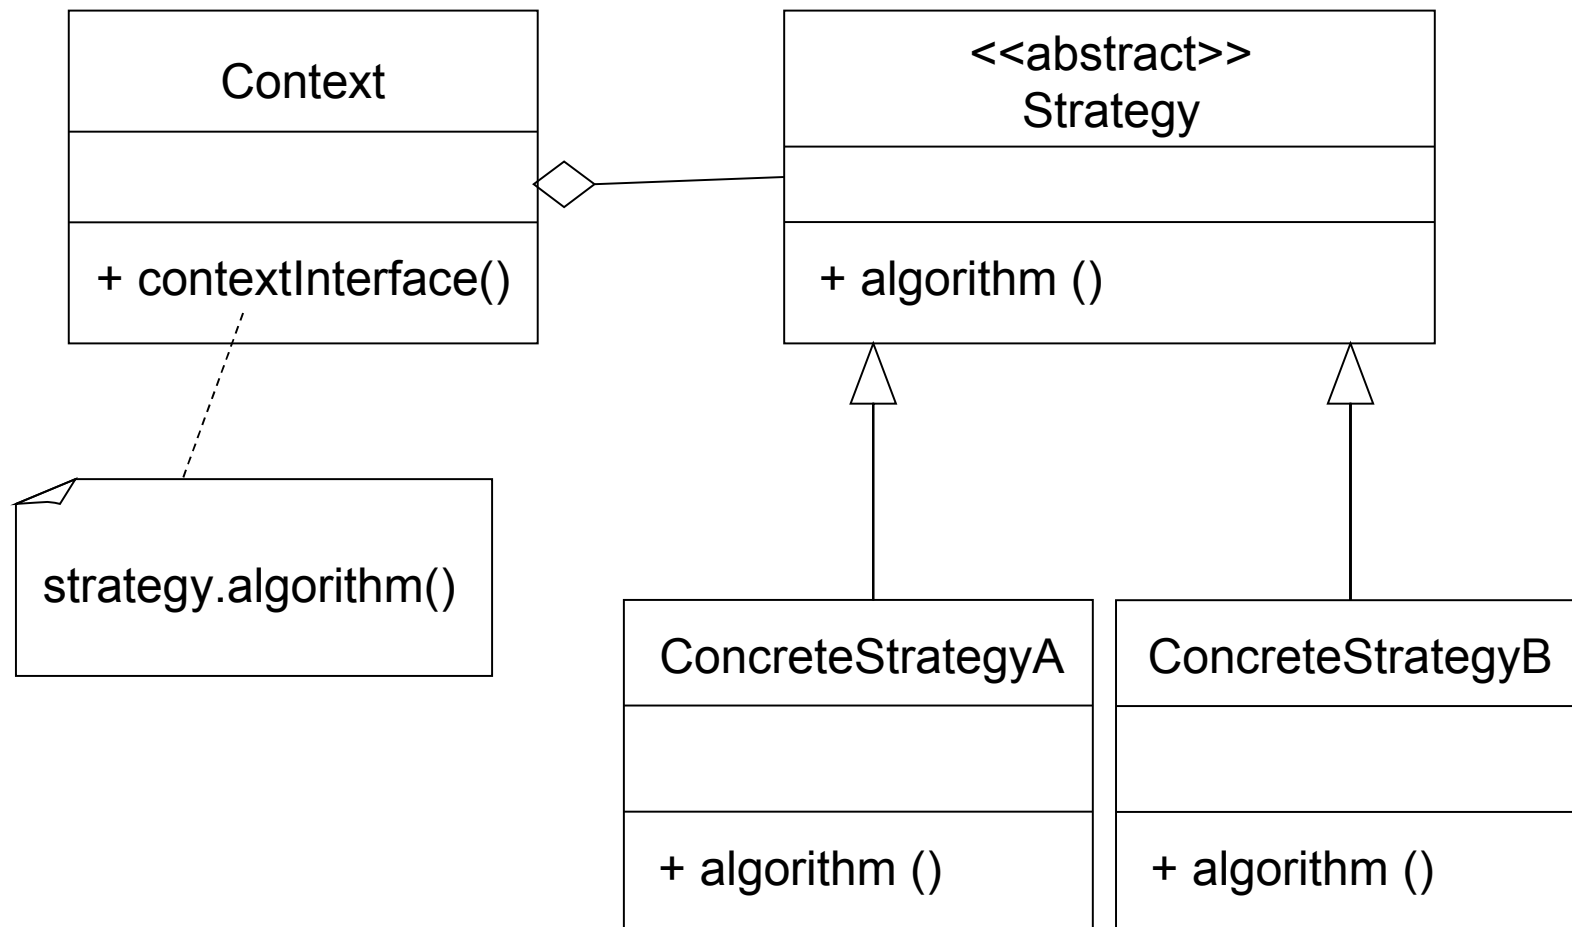 Context
+ contextInterface()
<<abstract>>
Strategy
+ algorithm ()
strategy.algorithm()
ConcreteStrategyA
+ algorithm ()
ConcreteStrategyB
+ algorithm ()